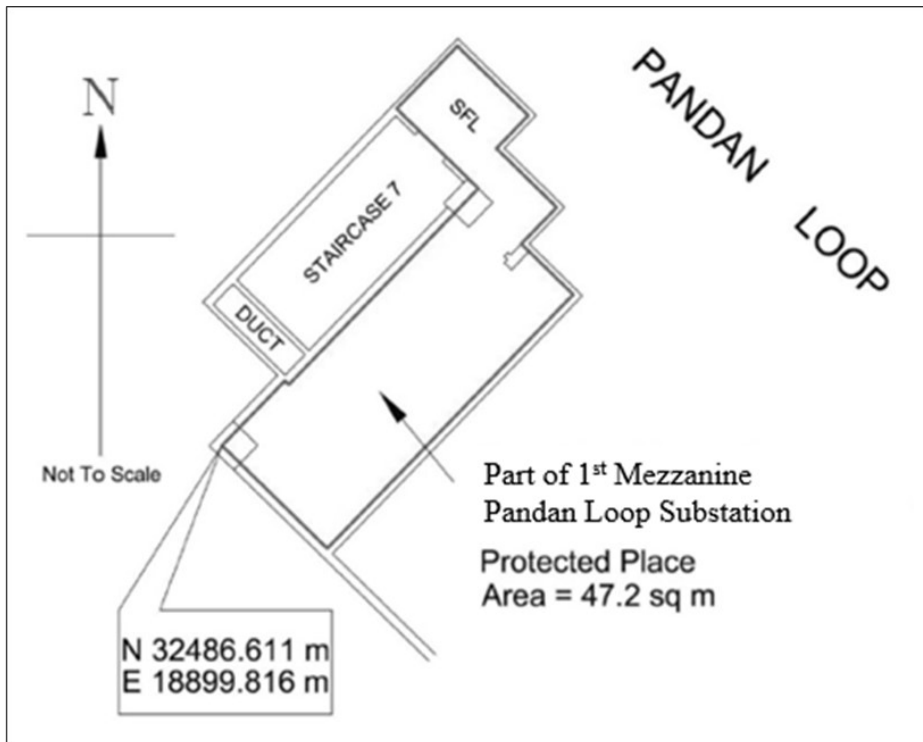 N
SFL
PANDAN LOOP
STAIRCASE 7
DUCT
Not To Scale
Part of 1st Mezzanine
Pandan Loop Substation
Protected Place
Area = 47.2 sq m
N 32486.611 m
E 18899.816 m